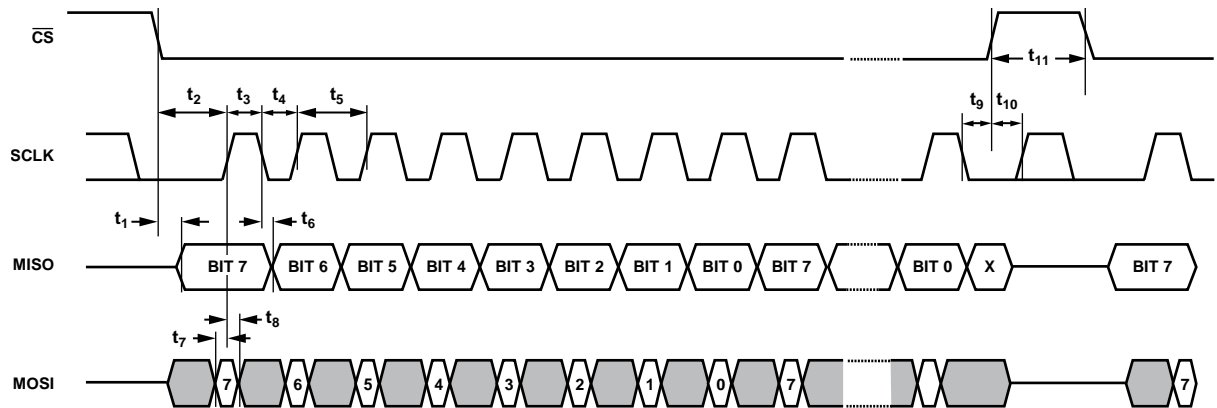 CS
t11
t2 t3 t4 t5
t9 t10
SCLK
t1
t6
MISO BIT 7 BIT 6 BIT 5 BIT 4 BIT 3 BIT 2 BIT 1 BIT 0 BIT 7 BIT 0 X BIT 7
t8
t7
MOSI 7 6 5 4 3 2 1 0 7 7